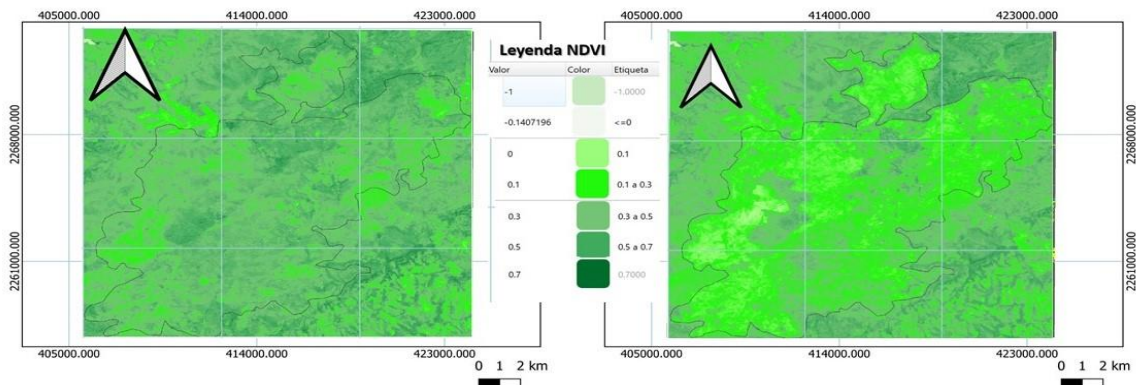 405000.000 414000.000 423000.000
2268000.000
2261000.000
405000.000 414000.000 423000.000
0 1 2 km
Leyenda NDVI
Valor Color Etiqueta
-1 -1.0000
-0.1407196 <=0
0 0.1
0.1 0.1 a 0.3
0.3 0.3 a 0.5
0.5 0.5 a 0.7
0.7 0.7000
405000.000 414000.000 423000.000
2268000.000
2261000.000
405000.000 414000.000 423000.000
0 1 2 km